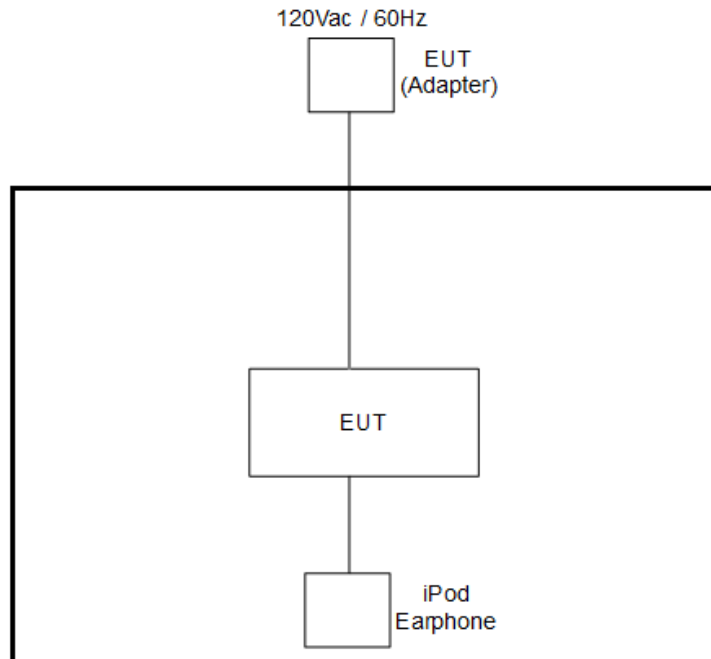 120Vac / 60Hz
EUT
(Adapter)
EUT
iPod
Earphone